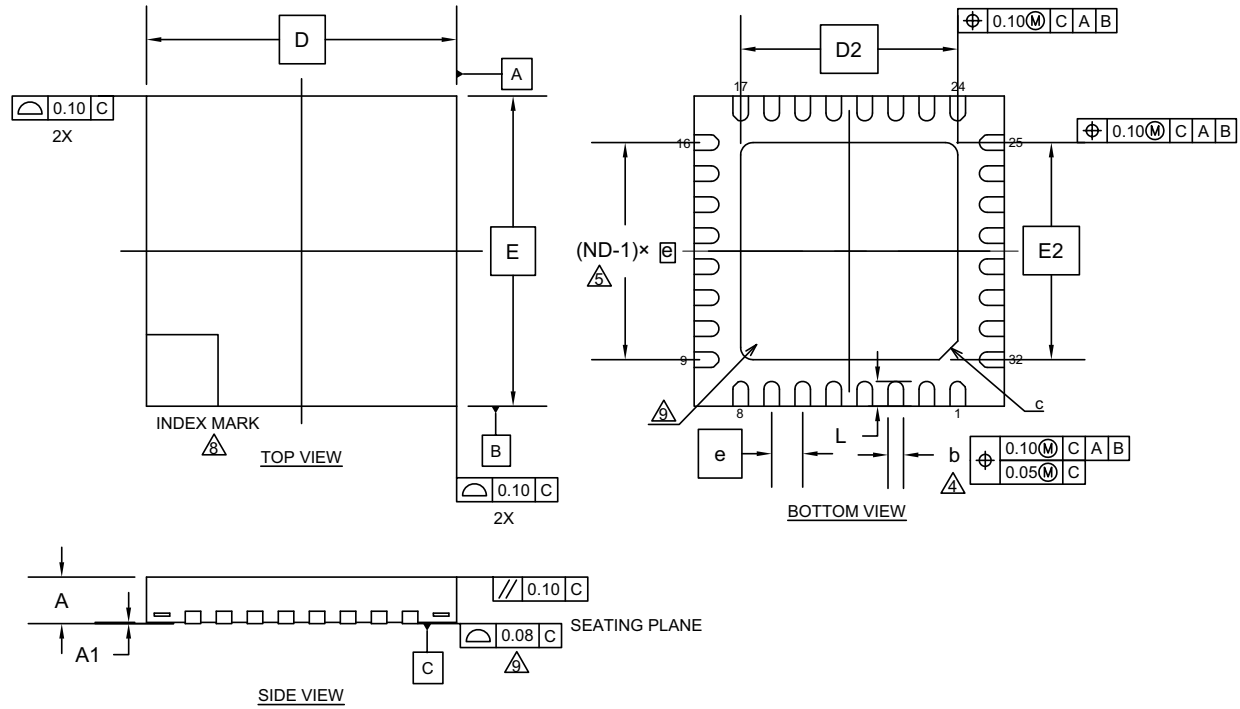 D
A
⌓ 0.10 C
2X
E
INDEX MARK
8
TOP VIEW
B
⌓ 0.10 C
2X
⌖ 0.10Ⓜ C A B
D2
17
24
⌖ 0.10Ⓜ C A B
16
25
(ND-1)× e
5
E2
9
32
9
8
1
c
e
L
b
4
⌖ 0.10Ⓜ C A B
0.05Ⓜ C
BOTTOM VIEW
A
// 0.10 C
SEATING PLANE
⌓ 0.08 C
9
A1
C
SIDE VIEW